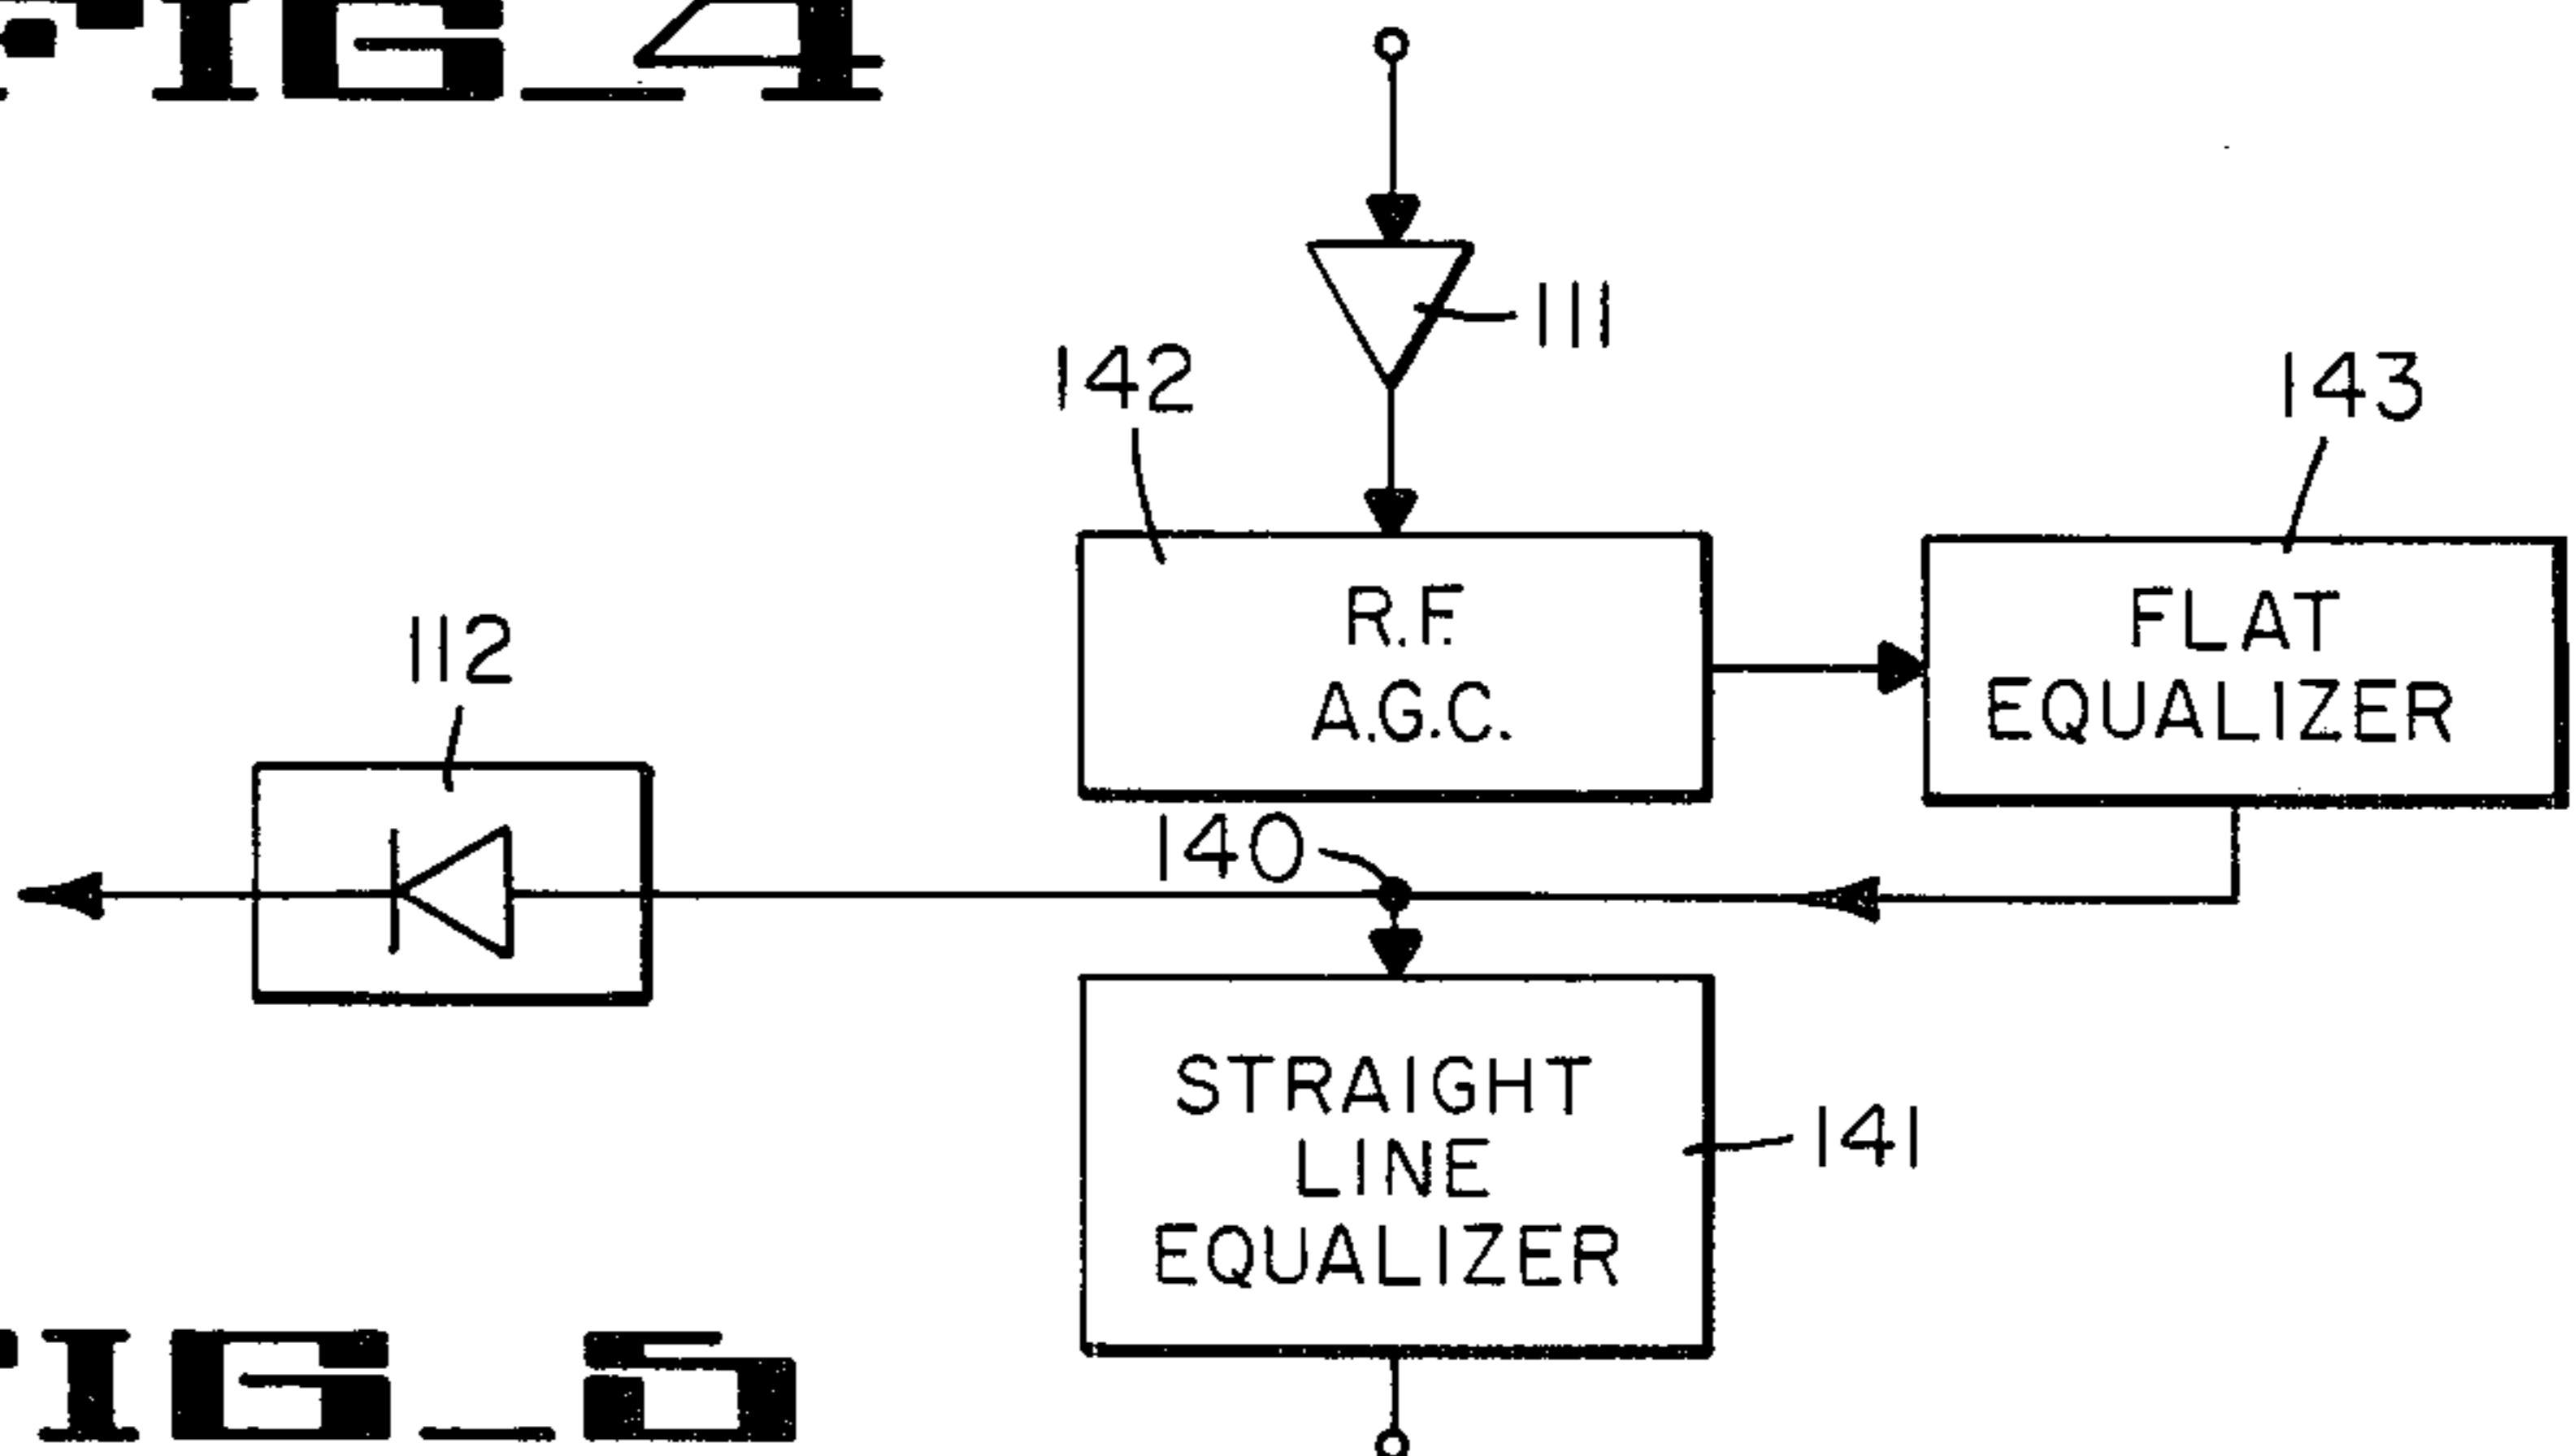 FIG_4
111
142
143
R.F.
A.G.C.
FLAT
EQUALIZER
112
140
STRAIGHT
LINE
EQUALIZER
141
FIG_5